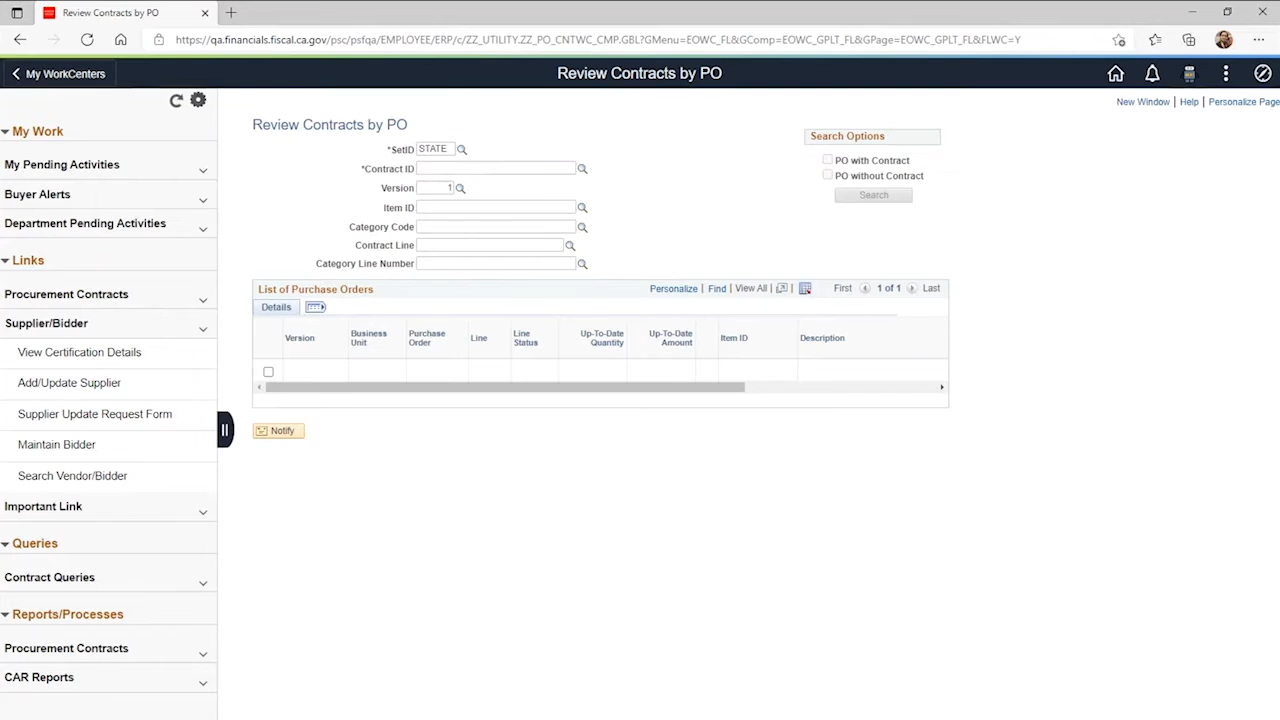 Review Contracts by PO
https://qa.financials.fiscal.ca.gov/psc/psfqa/EMPLOYEE/ERP/c/ZZ_UTILITY.ZZ_PO_CNTWC_CMP.GBL?GMenu=EOWC_FL&GComp=EOWC_GPLT_FL&GPage=EOWC_GPLT_FL&FLWC=Y
My WorkCenters
Review Contracts by PO
New Window | Help | Personalize Page
My Work
My Pending Activities
Buyer Alerts
Department Pending Activities
Links
Procurement Contracts
Supplier/Bidder
View Certification Details
Add/Update Supplier
Supplier Update Request Form
Maintain Bidder
Search Vendor/Bidder
Important Link
Queries
Contract Queries
Reports/Processes
Procurement Contracts
CAR Reports
Review Contracts by PO
*SetID STATE
*Contract ID
Version 1
Item ID
Category Code
Contract Line
Category Line Number
Search Options
PO with Contract
PO without Contract
Search
List of Purchase Orders
Personalize | Find | View All | First 1 of 1 Last
Details
Version Business Unit Purchase Order Line Line Status Up-To-Date Quantity Up-To-Date Amount Item ID Description
Notify